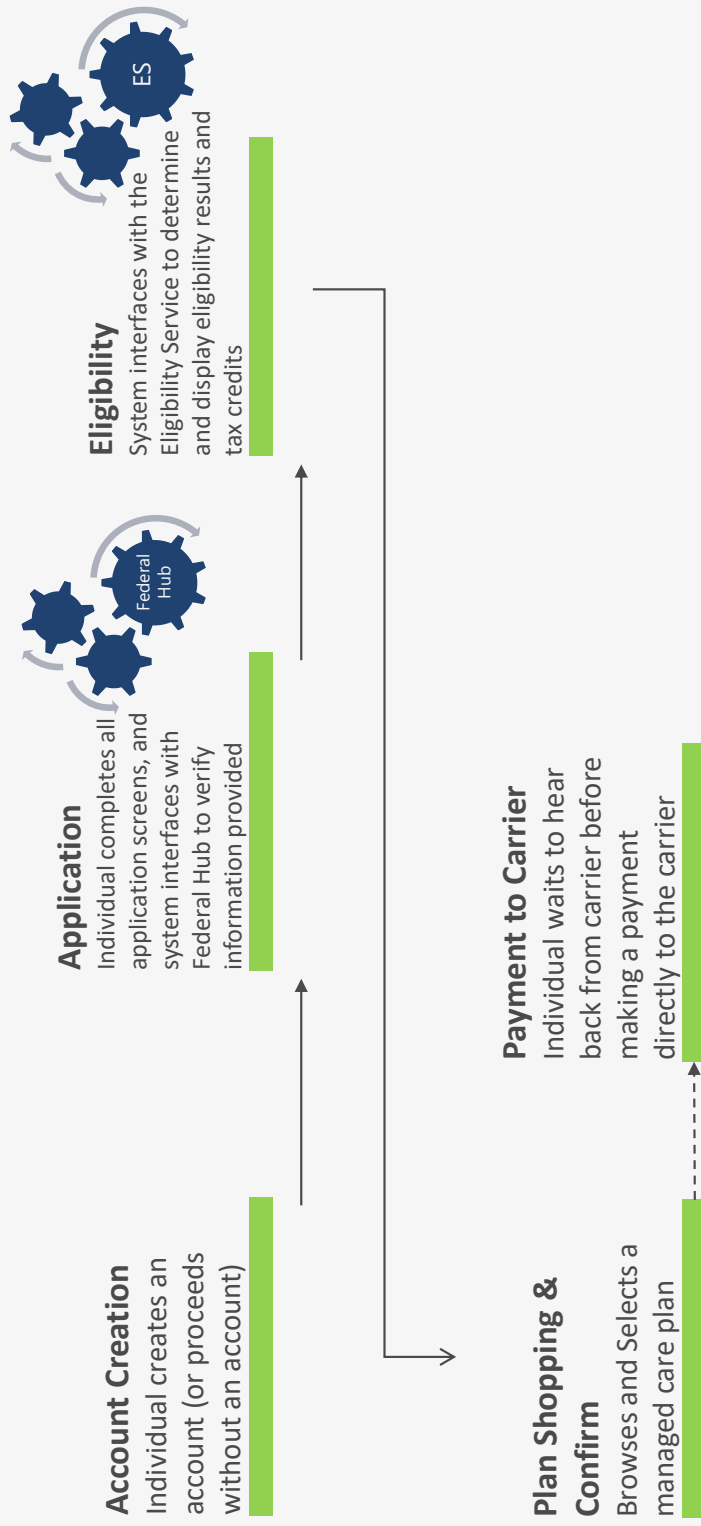 Account Creation
Individual creates an
account (or proceeds
without an account)
Application
Individual completes all
application screens, and
system interfaces with
Federal Hub to verify
information provided
Federal
Hub
Eligibility
System interfaces with the
Eligibility Service to determine
and display eligibility results and
tax credits
ES
Plan Shopping &
Confirm
Browses and Selects a
managed care plan
Payment to Carrier
Individual waits to hear
back from carrier before
making a payment
directly to the carrier